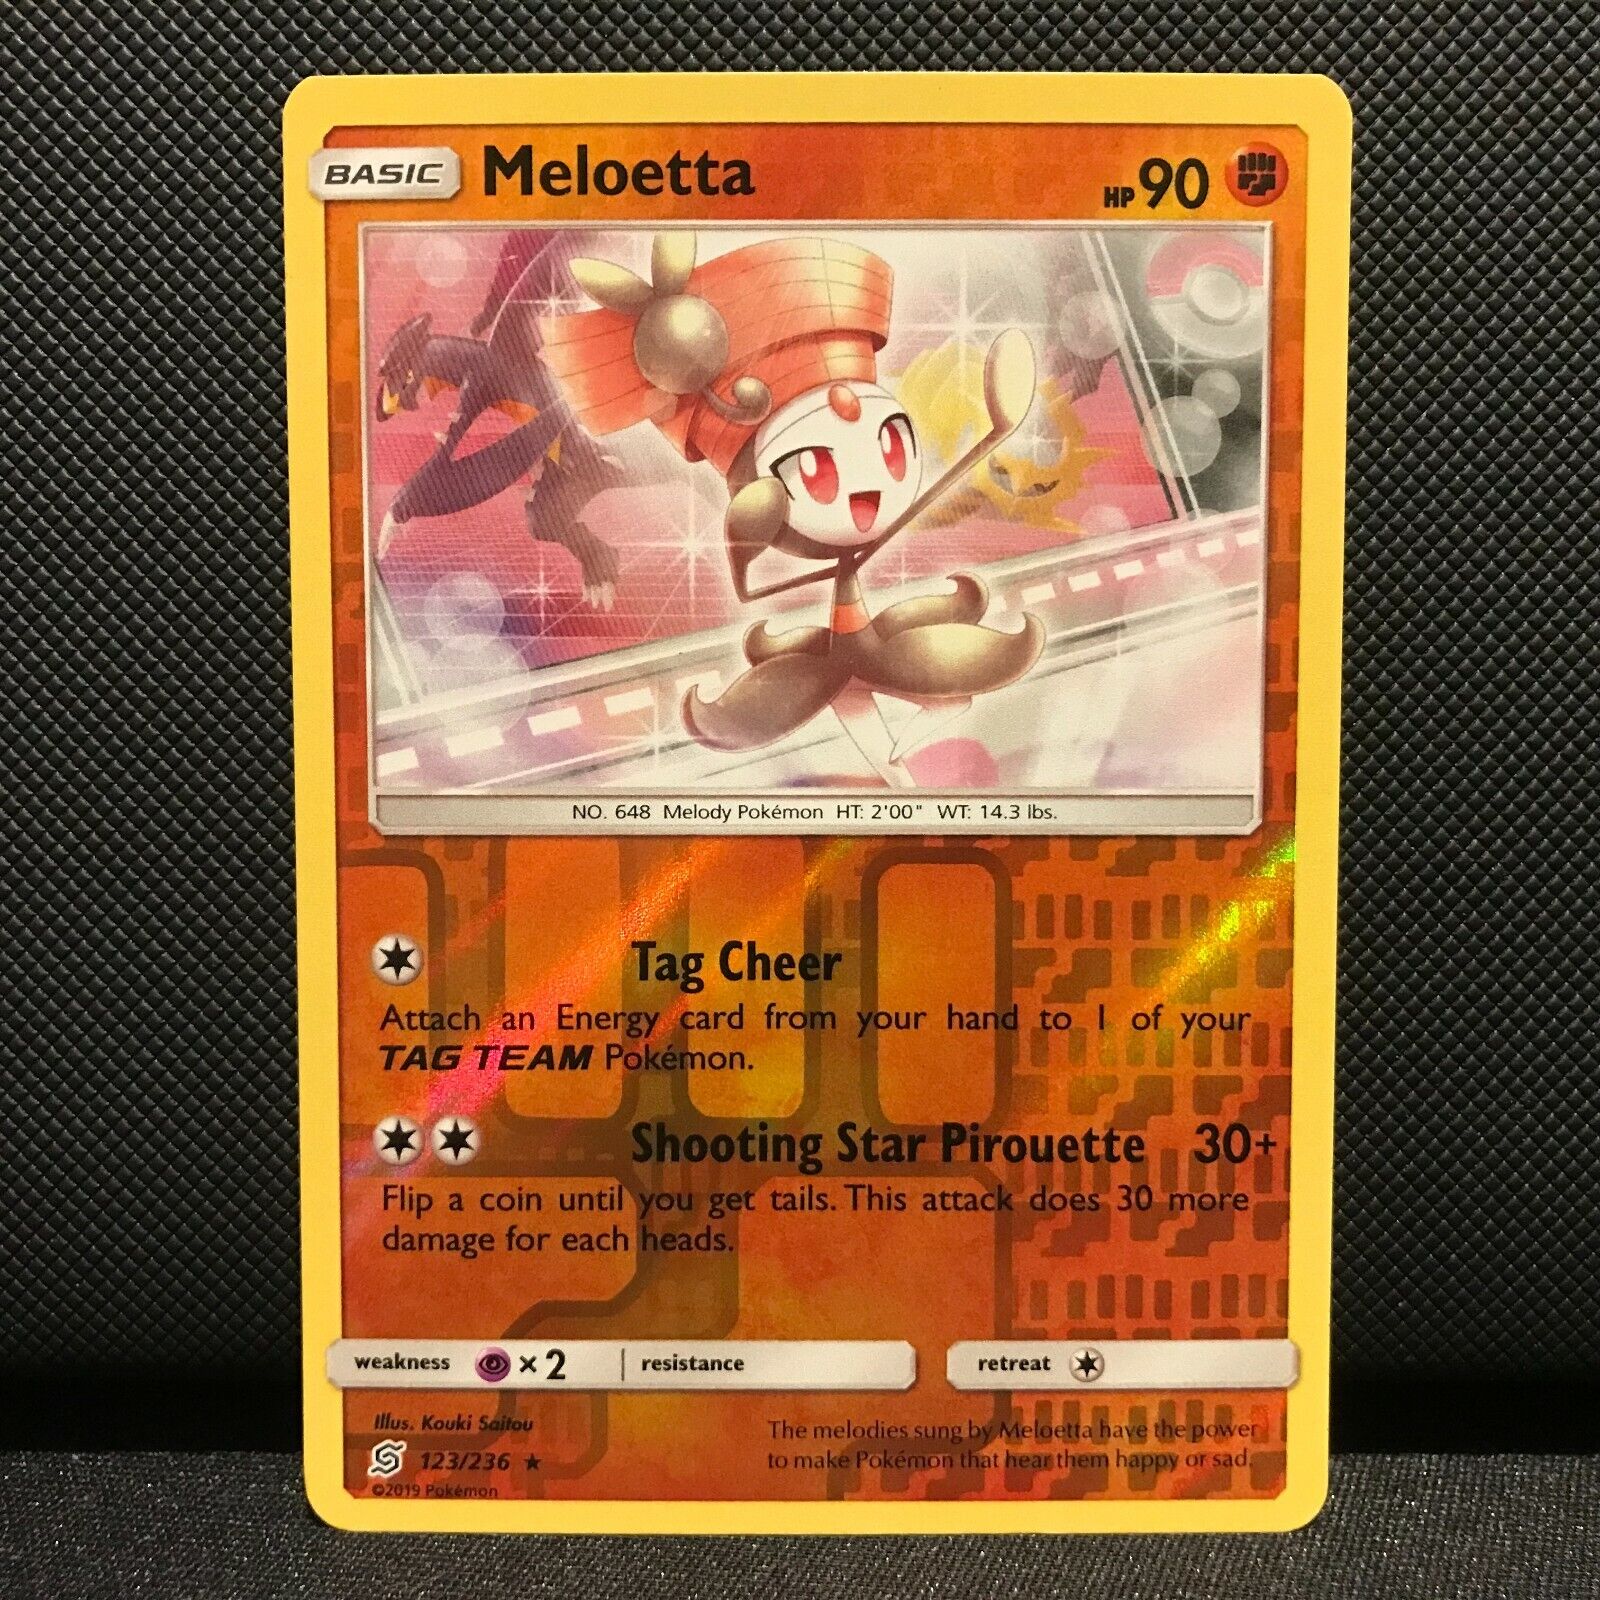 BASIC Meloetta HP 90
NO. 648 Melody Pokémon HT: 2'00" WT: 14.3 lbs.
Tag Cheer
Attach an Energy card from your hand to 1 of your
TAG TEAM Pokémon.
Shooting Star Pirouette 30+
Flip a coin until you get tails. This attack does 30 more
damage for each heads.
weakness × 2 resistance retreat
Illus. Kouki Saitou
123/236
©2019 Pokémon
The melodies sung by Meloetta have the power
to make Pokémon that hear them happy or sad.